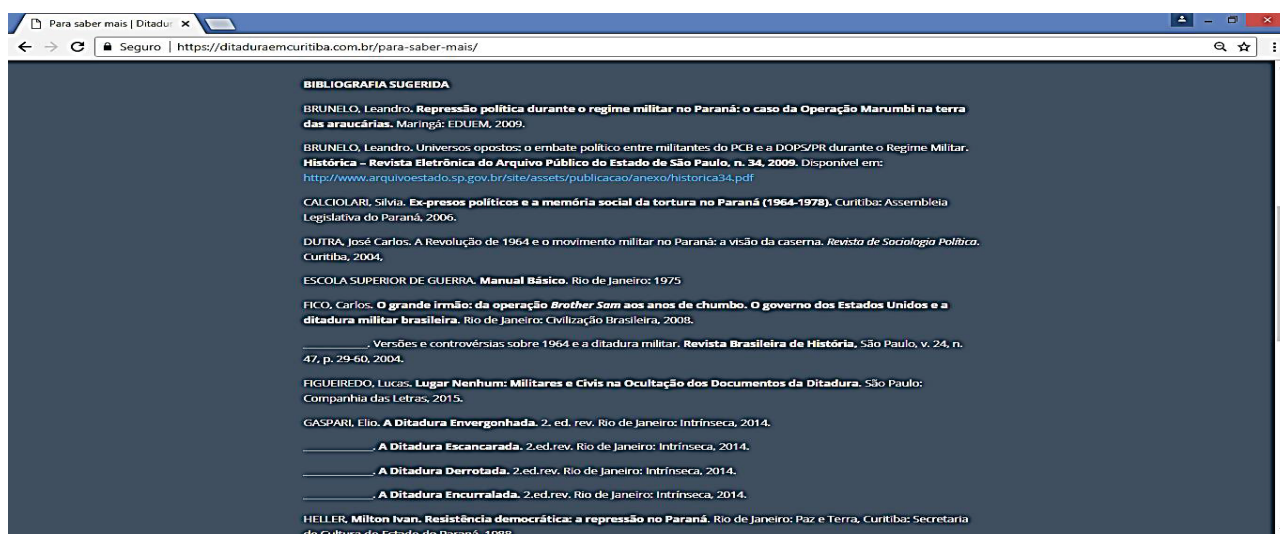 Para saber mais | Ditadu
Seguro | https://ditaduraemcuritiba.com.br/para-saber-mais/
BIBLIOGRAFIA SUGERIDA
BRUNELO, Leandro. Repressão política durante o regime militar no Paraná: o caso da Operação Marumbi na terra
das araucárias. Maringá: EDUEM, 2009.
BRUNELO, Leandro. Universos opostos: o embate político entre militantes do PCB e a DOPS/PR durante o Regime Militar.
Histórica – Revista Eletrônica do Arquivo Público do Estado de São Paulo, n. 34, 2009. Disponível em:
http://www.arquivoestado.sp.gov.br/site/assets/publicacao/anexo/historica34.pdf
CALCIOLARI, Silvia. Ex-presos políticos e a memória social da tortura no Paraná (1964-1978). Curitiba: Assembleia
Legislativa do Paraná, 2006.
DUTRA, José Carlos. A Revolução de 1964 e o movimento militar no Paraná: a visão da caserna. Revista de Sociologia Política.
Curitiba, 2004,
ESCOLA SUPERIOR DE GUERRA. Manual Básico. Rio de Janeiro: 1975
FICO, Carlos. O grande irmão: da operação Brother Sam aos anos de chumbo. O governo dos Estados Unidos e a
ditadura militar brasileira. Rio de Janeiro: Civilização Brasileira, 2008.
__________. Versões e controvérsias sobre 1964 e a ditadura militar. Revista Brasileira de História, São Paulo, v. 24, n.
47, p. 29-60, 2004.
FIGUEIREDO, Lucas. Lugar Nenhum: Militares e Civis na Ocultação dos Documentos da Ditadura. São Paulo:
Companhia das Letras, 2015.
GASPARI, Elio. A Ditadura Envergonhada. 2. ed. rev. Rio de Janeiro: Intrínseca, 2014.
___________. A Ditadura Escancarada. 2.ed.rev. Rio de Janeiro: Intrínseca, 2014.
___________. A Ditadura Derrotada. 2.ed.rev. Rio de Janeiro: Intrínseca, 2014.
___________. A Ditadura Encurralada. 2.ed.rev. Rio de Janeiro: Intrínseca, 2014.
HELLER, Milton Ivan. Resistência democrática: a repressão no Paraná. Rio de Janeiro: Paz e Terra, Curitiba: Secretaria
de Cultura do Estado do Paraná, 1988